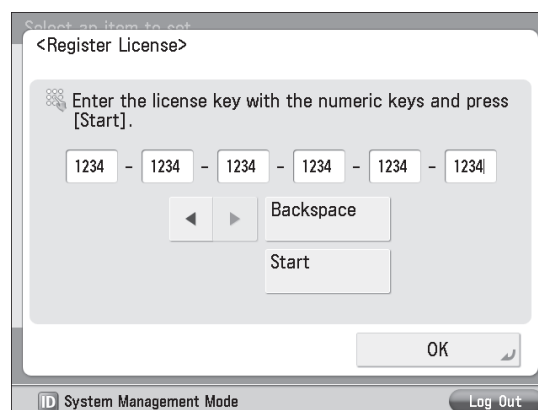 Select an item to set.
<Register License>
Enter the license key with the numeric keys and press
[Start].
1234 - 1234 - 1234 - 1234 - 1234 - 1234
Backspace
Start
OK
ID System Management Mode
Log Out